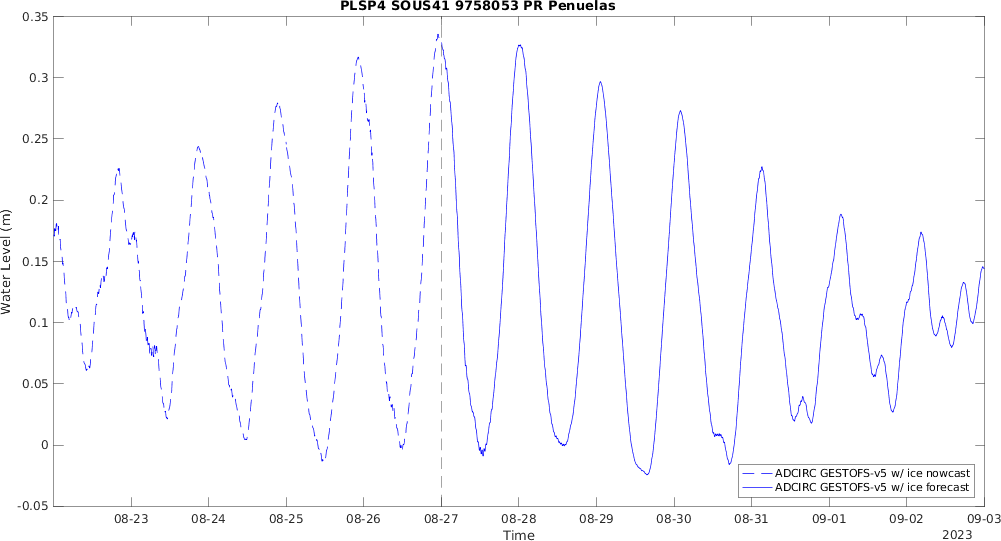 PLSP4 SOUS41 9758053 PR Penuelas
0.35
0.3
0.25
0.2
0.15
0.1
0.05
0
-0.05
Water Level (m)
ADCIRC GESTOFS-v5 w/ ice nowcast
ADCIRC GESTOFS-v5 w/ ice forecast
08-23 08-24 08-25 08-26 08-27 08-28 08-29 08-30 08-31 09-01 09-02 09-03
Time
2023